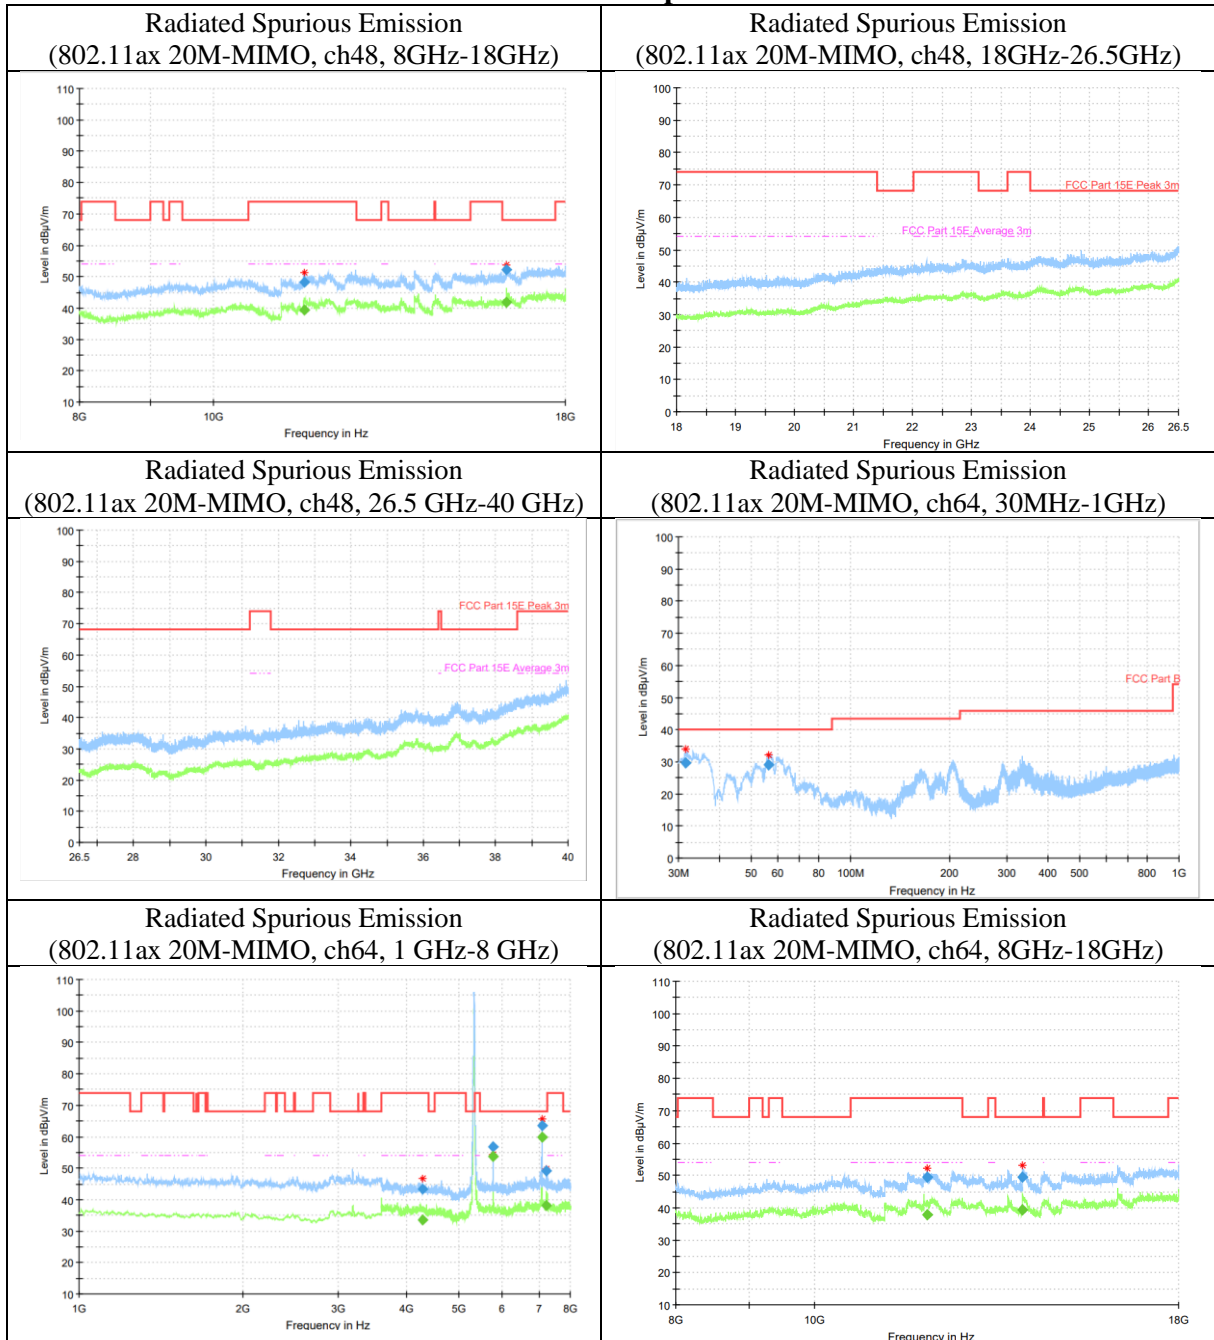 Radiated Spurious Emission
(802.11ax 20M-MIMO, ch48, 8GHz-18GHz)
Radiated Spurious Emission
(802.11ax 20M-MIMO, ch48, 18GHz-26.5GHz)
110
100
90
80
70
60
50
40
30
20
10
Level in dBµV/m
8G
10G
18G
Frequency in Hz
100
90
80
70
60
50
40
30
20
10
0
Level in dBµV/m
FCC Part 15E Peak 3m
FCC Part 15E Average 3m
18
19
20
21
22
23
24
25
26
26.5
Frequency in GHz
Radiated Spurious Emission
(802.11ax 20M-MIMO, ch48, 26.5 GHz-40 GHz)
Radiated Spurious Emission
(802.11ax 20M-MIMO, ch64, 30MHz-1GHz)
100
90
80
70
60
50
40
30
20
10
0
Level in dBµV/m
FCC Part 15E Peak 3m
FCC Part 15E Average 3m
26.5
28
30
32
34
36
38
40
Frequency in GHz
100
90
80
70
60
50
40
30
20
10
0
Level in dBµV/m
FCC Part B
30M
50
60
80
100M
200
300
400
500
800
1G
Frequency in Hz
Radiated Spurious Emission
(802.11ax 20M-MIMO, ch64, 1 GHz-8 GHz)
Radiated Spurious Emission
(802.11ax 20M-MIMO, ch64, 8GHz-18GHz)
110
100
90
80
70
60
50
40
30
20
10
Level in dBµV/m
1G
2G
3G
4G
5G
6
7
8G
Frequency in Hz
110
100
90
80
70
60
50
40
30
20
10
Level in dBµV/m
8G
10G
18G
Frequency in Hz